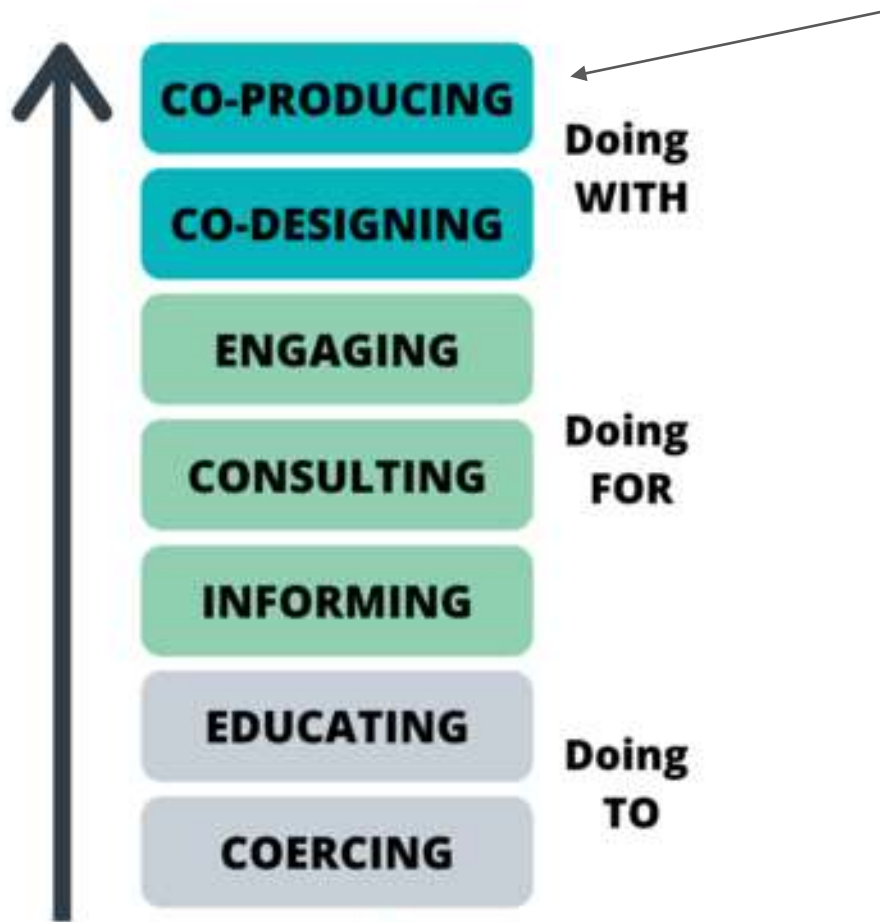 CO-PRODUCING
Doing
WITH
CO-DESIGNING
ENGAGING
Doing
FOR
CONSULTING
INFORMING
EDUCATING
Doing
TO
COERCING